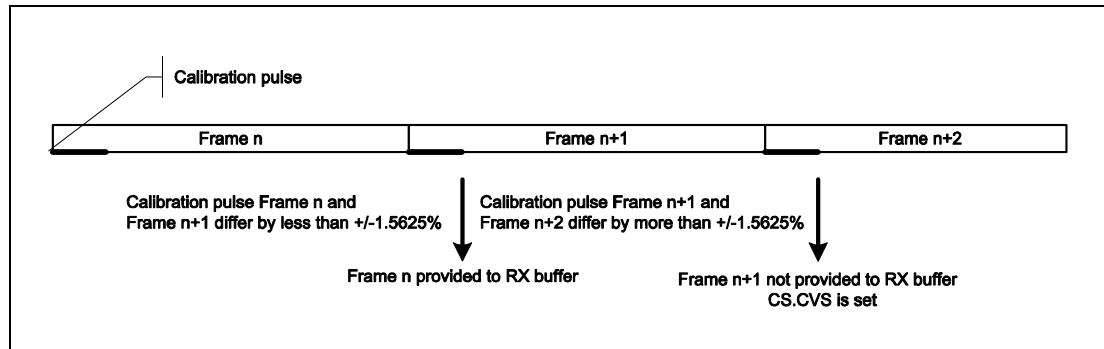 Calibration pulse
Frame n
Frame n+1
Frame n+2
Calibration pulse Frame n and
Frame n+1 differ by less than +/-1.5625%
Calibration pulse Frame n+1 and
Frame n+2 differ by more than +/-1.5625%
Frame n provided to RX buffer
Frame n+1 not provided to RX buffer
CS.CVS is set